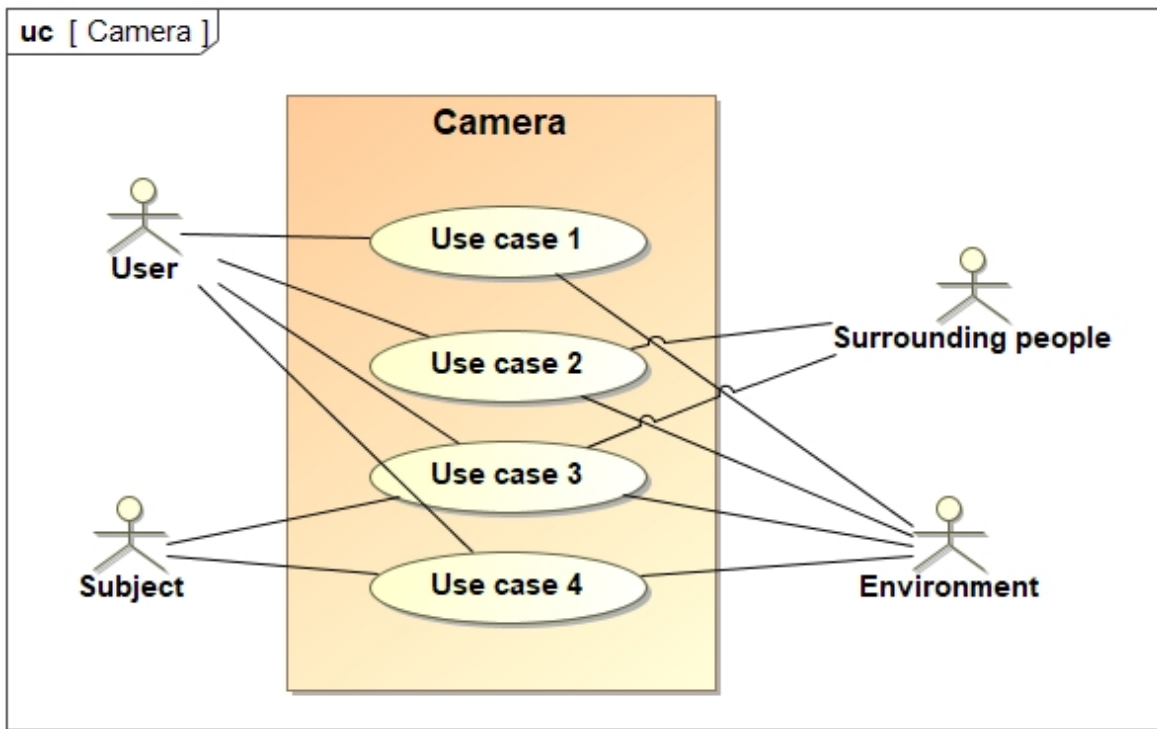 uc [ Camera ]
Camera
User
Use case 1
Surrounding people
Use case 2
Use case 3
Subject
Use case 4
Environment